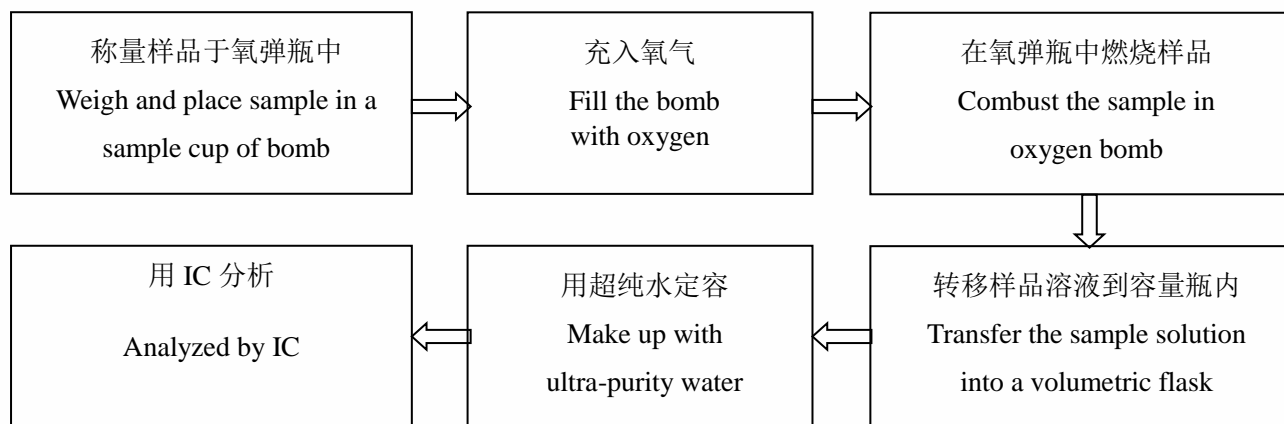 称量样品于氧弹瓶中
Weigh and place sample in a
sample cup of bomb
充入氧气
Fill the bomb
with oxygen
在氧弹瓶中燃烧样品
Combust the sample in
oxygen bomb
转移样品溶液到容量瓶内
Transfer the sample solution
into a volumetric flask
用超纯水定容
Make up with
ultra-purity water
用 IC 分析
Analyzed by IC